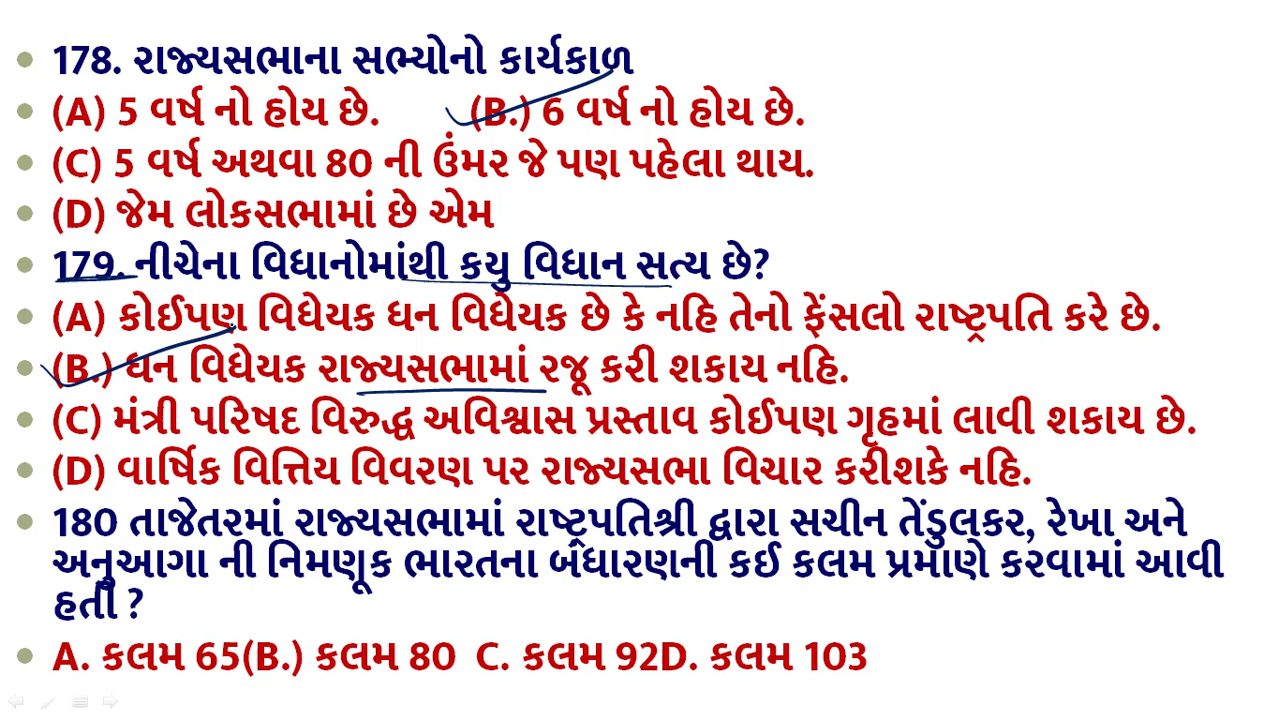 178. રાજ્યસભાના સભ્યોનો કાર્યકાળ
(A) 5 વર્ષ નો હોય છે. (B.) 6 વર્ષ નો હોય છે.
(C) 5 વર્ષ અથવા 80 ની ઉંમર જે પણ પહેલા થાય.
(D) જેમ લોકસભામાં છે એમ
179. નીચેના વિધાનોમાંથી કયુ વિધાન સત્ય છે?
(A) કોઈપણ વિધેયક ધન વિધેયક છે કે નહિ તેનો ફેંસલો રાષ્ટ્રપતિ કરે છે.
(B.) ધન વિધેયક રાજ્યસભામાં રજૂ કરી શકાય નહિ.
(C) મંત્રી પરિષદ વિરુદ્ધ અવિશ્વાસ પ્રસ્તાવ કોઈપણ ગૃહમાં લાવી શકાય છે.
(D) વાર્ષિક વિત્તિય વિવરણ પર રાજ્યસભા વિચાર કરીશકે નહિ.
180 તાજેતરમાં રાજ્યસભામાં રાષ્ટ્રપતિશ્રી દ્વારા સચીન તેંડુલકર, રેખા અને
અનુઆગા ની નિમણૂક ભારતના બંધારણની કઈ કલમ પ્રમાણે કરવામાં આવી
હતી ?
A. કલમ 65(B.) કલમ 80 C. કલમ 92D. કલમ 103